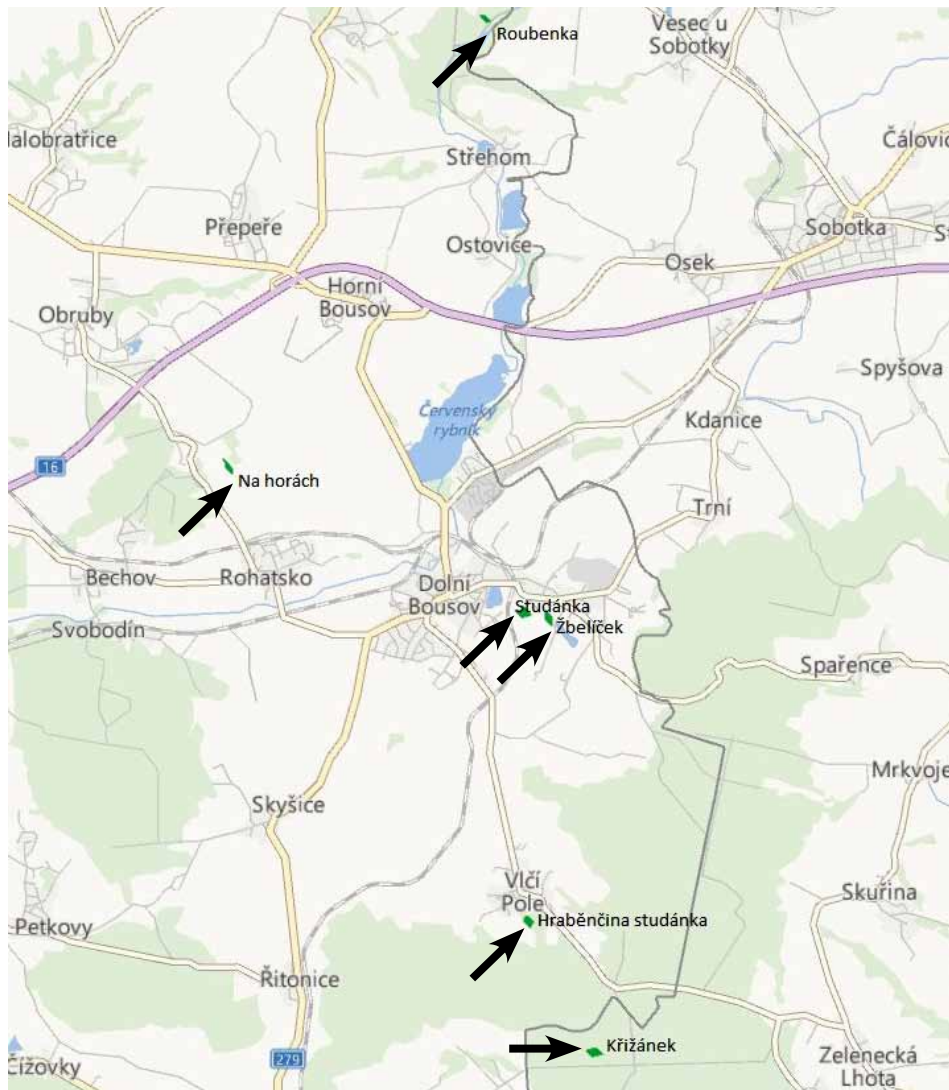 Roubenka
Vesec u
Sobotky
Malobratřice
Střehom
Čálovic
Přepeře
Ostovice
Sobotka
Osek
Horní
Bousov
Obruby
Spyšova
Červenský
rybník
Kdanice
16
Na horách
Trní
Bechov
Rohatsko
Dolní
Bousov
Studánka
Žbelíček
Svobodín
Spařence
Mrkvoje
Skyšice
Vlčí
Pole
Skuřina
Petkovy
Hraběnčina studánka
Řitonice
Křižánek
279
Čížovky
Zelenecká
Lhota